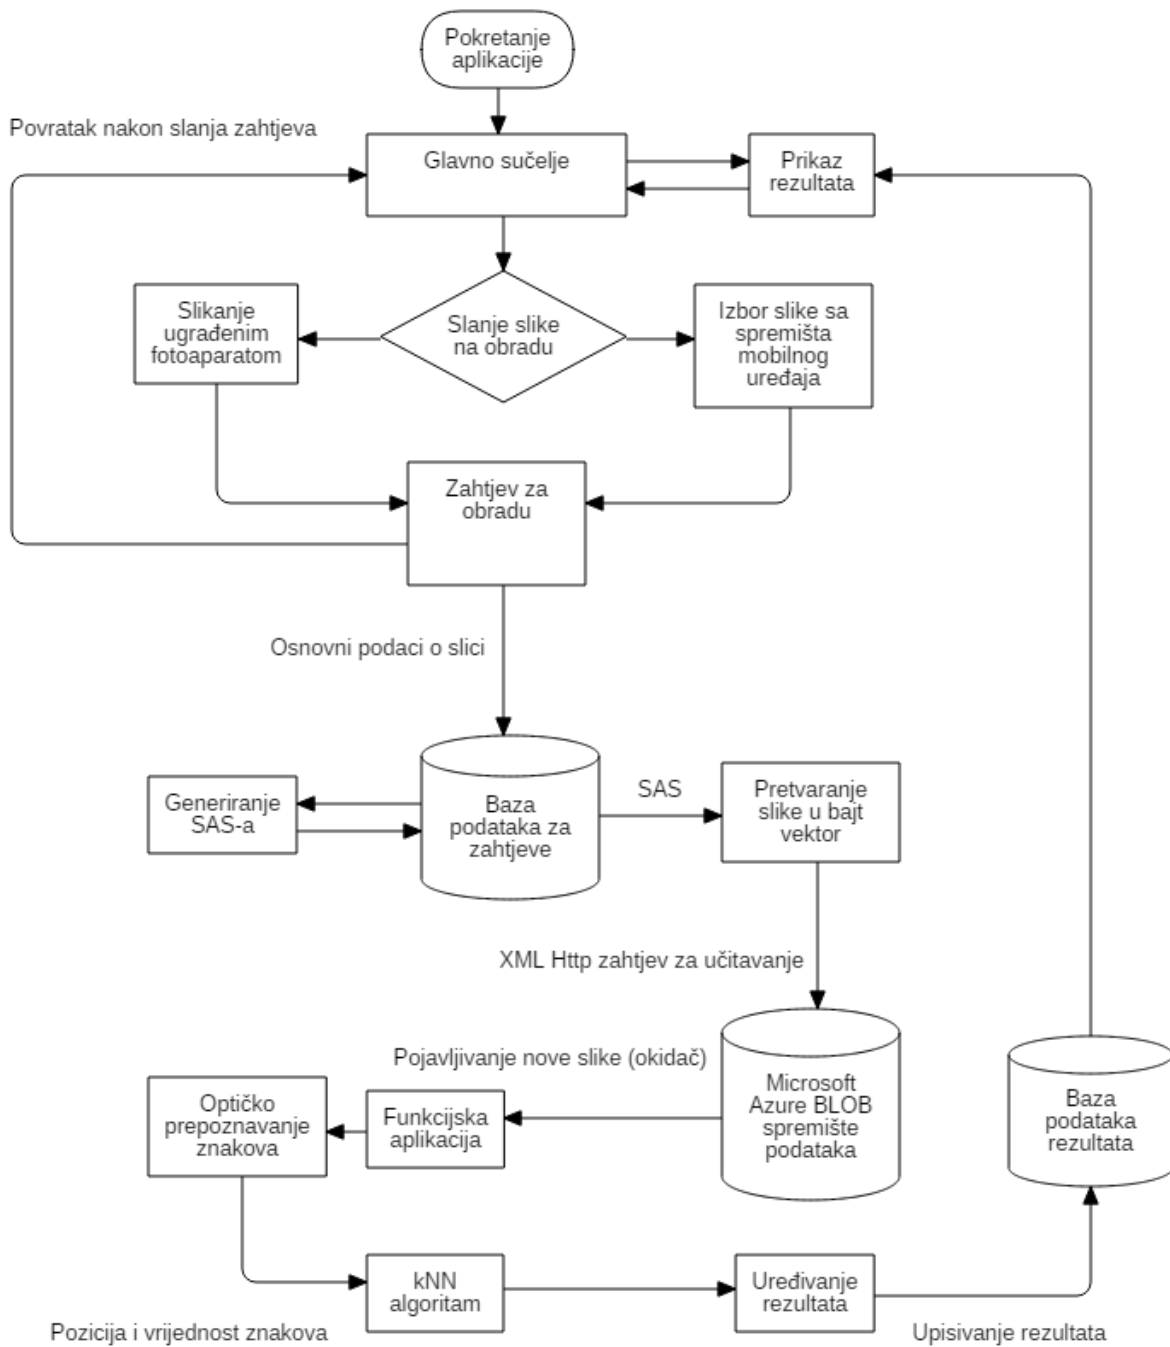 Pokretanje
aplikacije
Povratak nakon slanja zahtjeva
Glavno sučelje
Prikaz
rezultata
Slikanje
ugrađenim
fotoaparatom
Slanje slike
na obradu
Izbor slike sa
spremišta
mobilnog
uređaja
Zahtjev za
obradu
Osnovni podaci o slici
Generiranje
SAS-a
Baza
podataka za
zahtjeve
SAS
Pretvaranje
slike u bajt
vektor
XML Http zahtjev za učitavanje
Pojavljivanje nove slike (okidač)
Optičko
prepoznavanje
znakova
Funkcijska
aplikacija
Microsoft
Azure BLOB
spremište
podataka
Baza
podataka
rezultata
kNN
algoritam
Uređivanje
rezultata
Pozicija i vrijednost znakova
Upisivanje rezultata